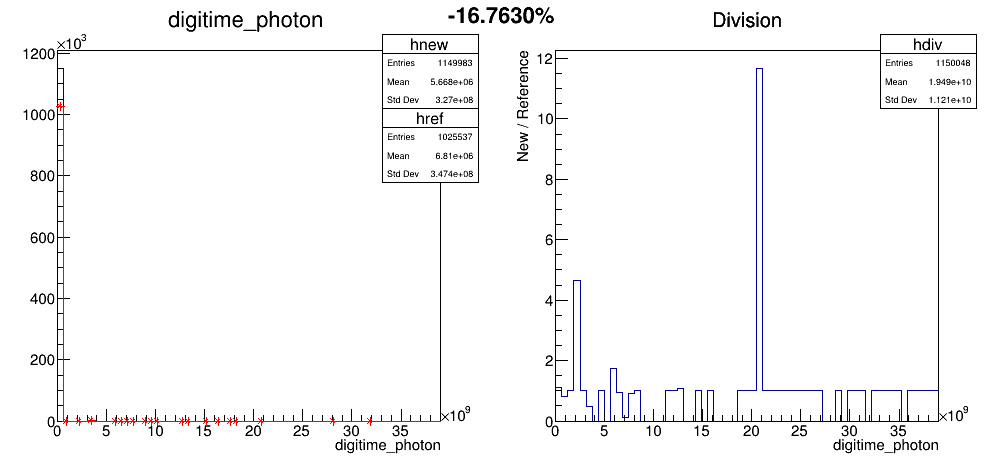 digitime_photon
-16.7630%
Division
×10³
hnew
Entries 1149983
Mean 5.668e+06
Std Dev 3.27e+08
href
Entries 1025537
Mean 6.81e+06
Std Dev 3.474e+08
1200
1000
800
600
400
200
0
0 5 10 15 20 25 30 35
×10⁹
digitime_photon
hdiv
Entries 1150048
Mean 1.949e+10
Std Dev 1.121e+10
New / Reference
12
10
8
6
4
2
0
0 5 10 15 20 25 30 35
×10⁹
digitime_photon